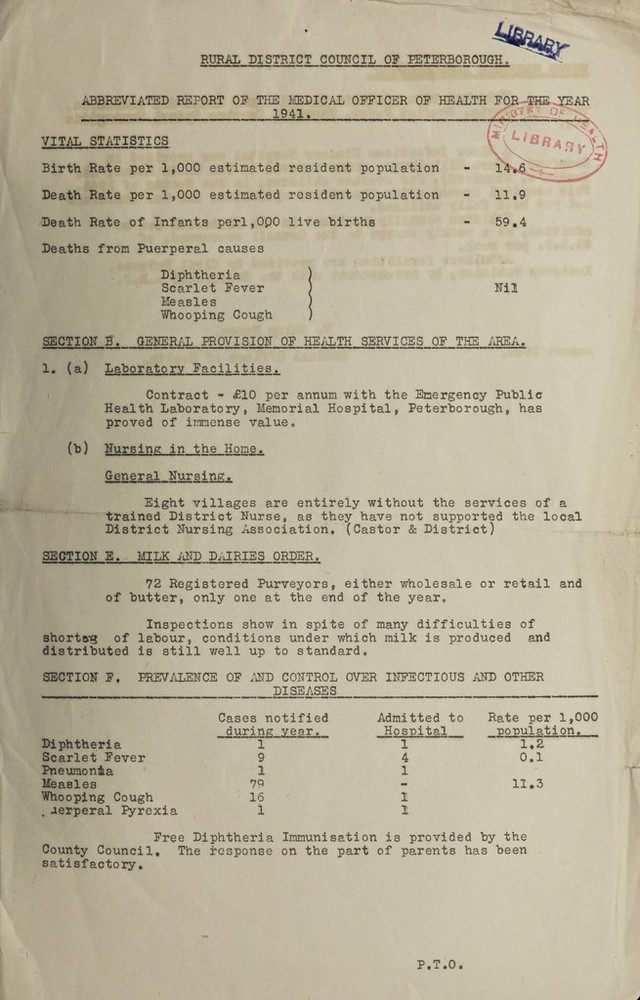 LIBRARY
RURAL DISTRICT COUNCIL OF PETERBOROUGH.
ABBREVIATED REPORT OF THE MEDICAL OFFICER OF HEALTH FOR THE YEAR
1941.
MINISTRY OF HEALTH
LIBRARY
VITAL STATISTICS
Birth Rate per 1,000 estimated resident population - 14.6
Death Rate per 1,000 estimated resident population - 11.9
Death Rate of Infants per1,000 live births - 59.4
Deaths from Puerperal causes
Diphtheria )
Scarlet Fever ) Nil
Measles )
Whooping Cough )
SECTION B. GENERAL PROVISION OF HEALTH SERVICES OF THE AREA.
1. (a) Laboratory Facilities.
Contract - £10 per annum with the Emergency Public
Health Laboratory, Memorial Hospital, Peterborough, has
proved of immense value.
(b) Nursing in the Home.
General Nursing.
Eight villages are entirely without the services of a
trained District Nurse, as they have not supported the local
District Nursing Association. (Castor & District)
SECTION E. MILK AND DAIRIES ORDER.
72 Registered Purveyors, either wholesale or retail and
of butter, only one at the end of the year.
Inspections show in spite of many difficulties of
of labour, conditions under which milk is produced and
distributed is still well up to standard.
SECTION F. PREVALENCE OF AND CONTROL OVER INFECTIOUS AND OTHER
DISEASES
Cases notified Admitted to Rate per 1,000
during year. Hospital population.
Diphtheria 1 1 1.2
Scarlet Fever 9 4 0.1
Pneumonia 1 1
Measles 79 - 11.3
Whooping Cough 16 1
.uerperal Pyrexia 1 1
Free Diphtheria Immunisation is provided by the
County Council. The response on the part of parents has been
satisfactory.
P.T.O.